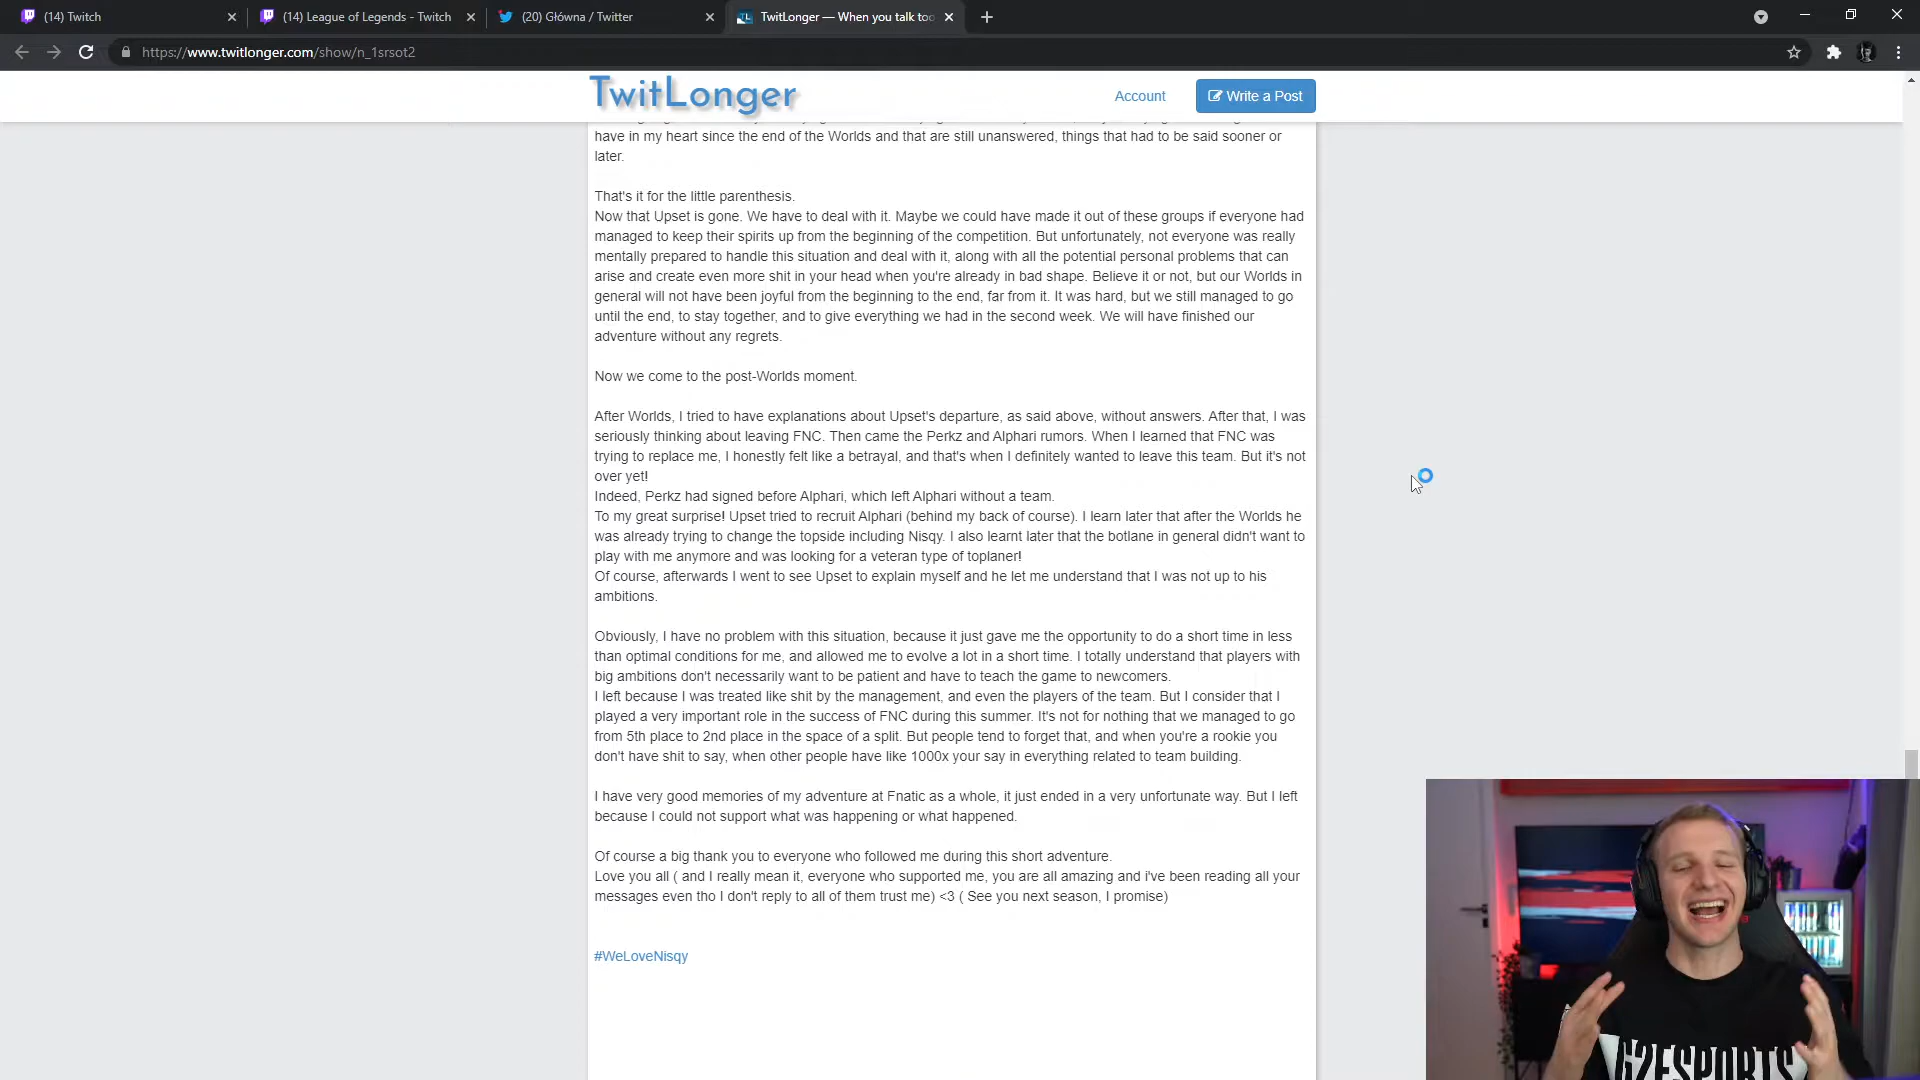 (14) Twitch
(14) League of Legends - Twitch
(20) Główna / Twitter
TwitLonger — When you talk too
https://www.twitlonger.com/show/n_1srsot2
TwitLonger
Account
Write a Post
have in my heart since the end of the Worlds and that are still unanswered, things that had to be said sooner or
later.
That's it for the little parenthesis.
Now that Upset is gone. We have to deal with it. Maybe we could have made it out of these groups if everyone had
managed to keep their spirits up from the beginning of the competition. But unfortunately, not everyone was really
mentally prepared to handle this situation and deal with it, along with all the potential personal problems that can
arise and create even more shit in your head when you're already in bad shape. Believe it or not, but our Worlds in
general will not have been joyful from the beginning to the end, far from it. It was hard, but we still managed to go
until the end, to stay together, and to give everything we had in the second week. We will have finished our
adventure without any regrets.
Now we come to the post-Worlds moment.
After Worlds, I tried to have explanations about Upset's departure, as said above, without answers. After that, I was
seriously thinking about leaving FNC. Then came the Perkz and Alphari rumors. When I learned that FNC was
trying to replace me, I honestly felt like a betrayal, and that's when I definitely wanted to leave this team. But it's not
over yet!
Indeed, Perkz had signed before Alphari, which left Alphari without a team.
To my great surprise! Upset tried to recruit Alphari (behind my back of course). I learn later that after the Worlds he
was already trying to change the topside including Nisqy. I also learnt later that the botlane in general didn't want to
play with me anymore and was looking for a veteran type of toplaner!
Of course, afterwards I went to see Upset to explain myself and he let me understand that I was not up to his
ambitions.
Obviously, I have no problem with this situation, because it just gave me the opportunity to do a short time in less
than optimal conditions for me, and allowed me to evolve a lot in a short time. I totally understand that players with
big ambitions don't necessarily want to be patient and have to teach the game to newcomers.
I left because I was treated like shit by the management, and even the players of the team. But I consider that I
played a very important role in the success of FNC during this summer. It's not for nothing that we managed to go
from 5th place to 2nd place in the space of a split. But people tend to forget that, and when you're a rookie you
don't have shit to say, when other people have like 1000x your say in everything related to team building.
I have very good memories of my adventure at Fnatic as a whole, it just ended in a very unfortunate way. But I left
because I could not support what was happening or what happened.
Of course a big thank you to everyone who followed me during this short adventure.
Love you all ( and I really mean it, everyone who supported me, you are all amazing and i've been reading all your
messages even tho I don't reply to all of them trust me) <3 ( See you next season, I promise)
#WeLoveNisqy
G2ESPORTS